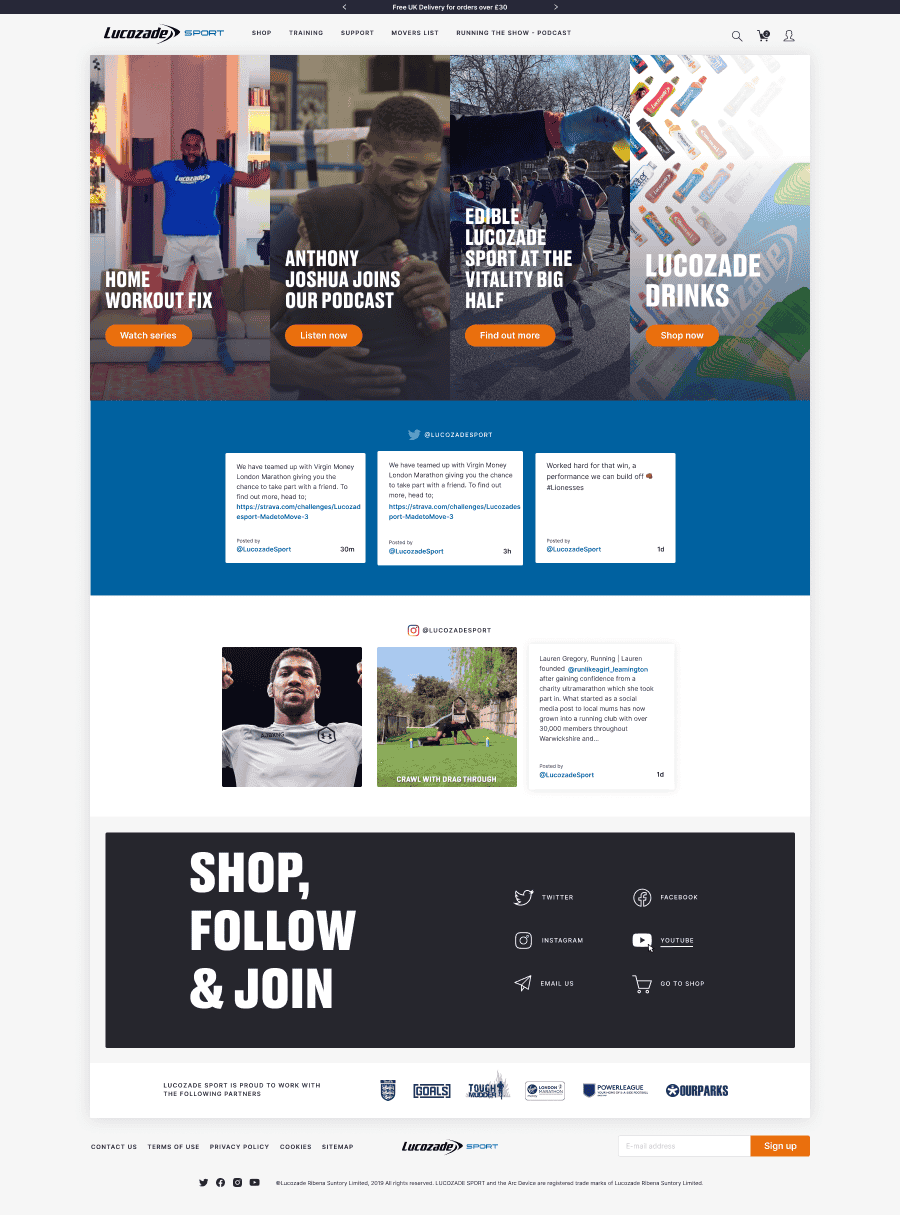 Free UK Delivery for orders over £30
Lucozade SPORT
SHOP TRAINING SUPPORT MOVERS LIST RUNNING THE SHOW - PODCAST
HOME
WORKOUT FIX
Watch series
ANTHONY
JOSHUA JOINS
OUR PODCAST
Listen now
EDIBLE
LUCOZADE
SPORT AT THE
VITALITY BIG
HALF
Find out more
LUCOZADE
DRINKS
Shop now
@LUCOZADESPORT
We have teamed up with Virgin Money
London Marathon giving you the
chance to take part with a friend. To
find out more, head to;
https://strava.com/challenges/Lucozad
esport-MadetoMove-3
Posted by
@LucozadeSport 30m
We have teamed up with Virgin Money
London Marathon giving you the chance
to take part with a friend. To find out
more, head to;
https://strava.com/challenges/Lucozades
port-MadetoMove-3
Posted by
@LucozadeSport 3h
Worked hard for that win, a
performance we can build off
#Lionesses
Posted by
@LucozadeSport 1d
@LUCOZADESPORT
CRAWL WITH DRAG THROUGH
Lauren Gregory, Running | Lauren
founded @runlikeagirl_leamington
after gaining confidence from a
charity ultramarathon which she took
part in. What started as a social
media post to local mums has now
grown into a running club with over
30,000 members throughout
Warwickshire and...
Posted by
@LucozadeSport 1d
SHOP,
FOLLOW
& JOIN
TWITTER FACEBOOK
INSTAGRAM YOUTUBE
EMAIL US GO TO SHOP
LUCOZADE SPORT IS PROUD TO WORK WITH
THE FOLLOWING PARTNERS
GOALS
TOUGH
MUDDER
LONDON
MARATHON
POWERLEAGUE
OURPARKS
CONTACT US TERMS OF USE PRIVACY POLICY COOKIES SITEMAP
Lucozade SPORT
E-mail address
Sign up
©Lucozade Ribena Suntory Limited, 2019 All rights reserved. LUCOZADE SPORT and the Arc Device are registered trade marks of Lucozade Ribena Suntory Limited.